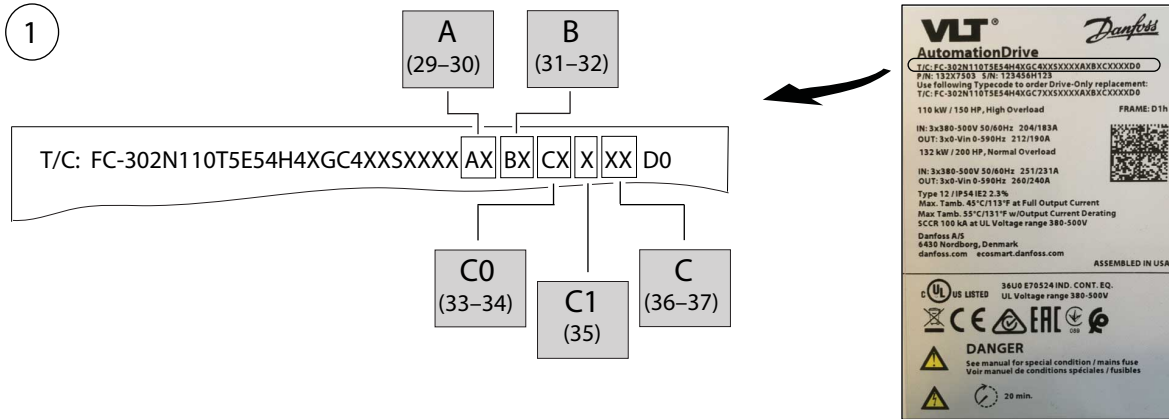 1
A
(29–30)
B
(31–32)
T/C: FC-302N110T5E54H4XGC4XXSXXXX AX BX CX X XX D0
C0
(33–34)
C1
(35)
C
(36–37)
VLT®
Danfoss
AutomationDrive
T/C: FC-302N110T5E54H4XGC4XXSXXXXAXBXCXXXXD0
P/N: 132X7503 S/N: 123456H123
Use following Typecode to order Drive-Only replacement:
T/C: FC-302N110T5E54H4XGC7XXSXXXXAXBXCXXXXD0
110 kW / 150 HP, High Overload
FRAME: D1h
IN: 3x380-500V 50/60Hz 204/183A
OUT: 3x0-Vin 0-590Hz 212/190A
132 kW / 200 HP, Normal Overload
IN: 3x380-500V 50/60Hz 251/231A
OUT: 3x0-Vin 0-590Hz 260/240A
Type 12 / IP54 IE2 2.3%
Max. Tamb. 45°C/113°F at Full Output Current
Max Tamb. 55°C/131°F w/Output Current Derating
SCCR 100 kA at UL Voltage range 380-500V
Danfoss A/S
6430 Nordborg, Denmark
danfoss.com ecosmart.danfoss.com
ASSEMBLED IN USA
c UL US LISTED
36U0 E70524 IND. CONT. EQ.
UL Voltage range 380-500V
CE EAC
089
DANGER
See manual for special condition / mains fuse
Voir manuel de conditions spéciales / fusibles
20 min.